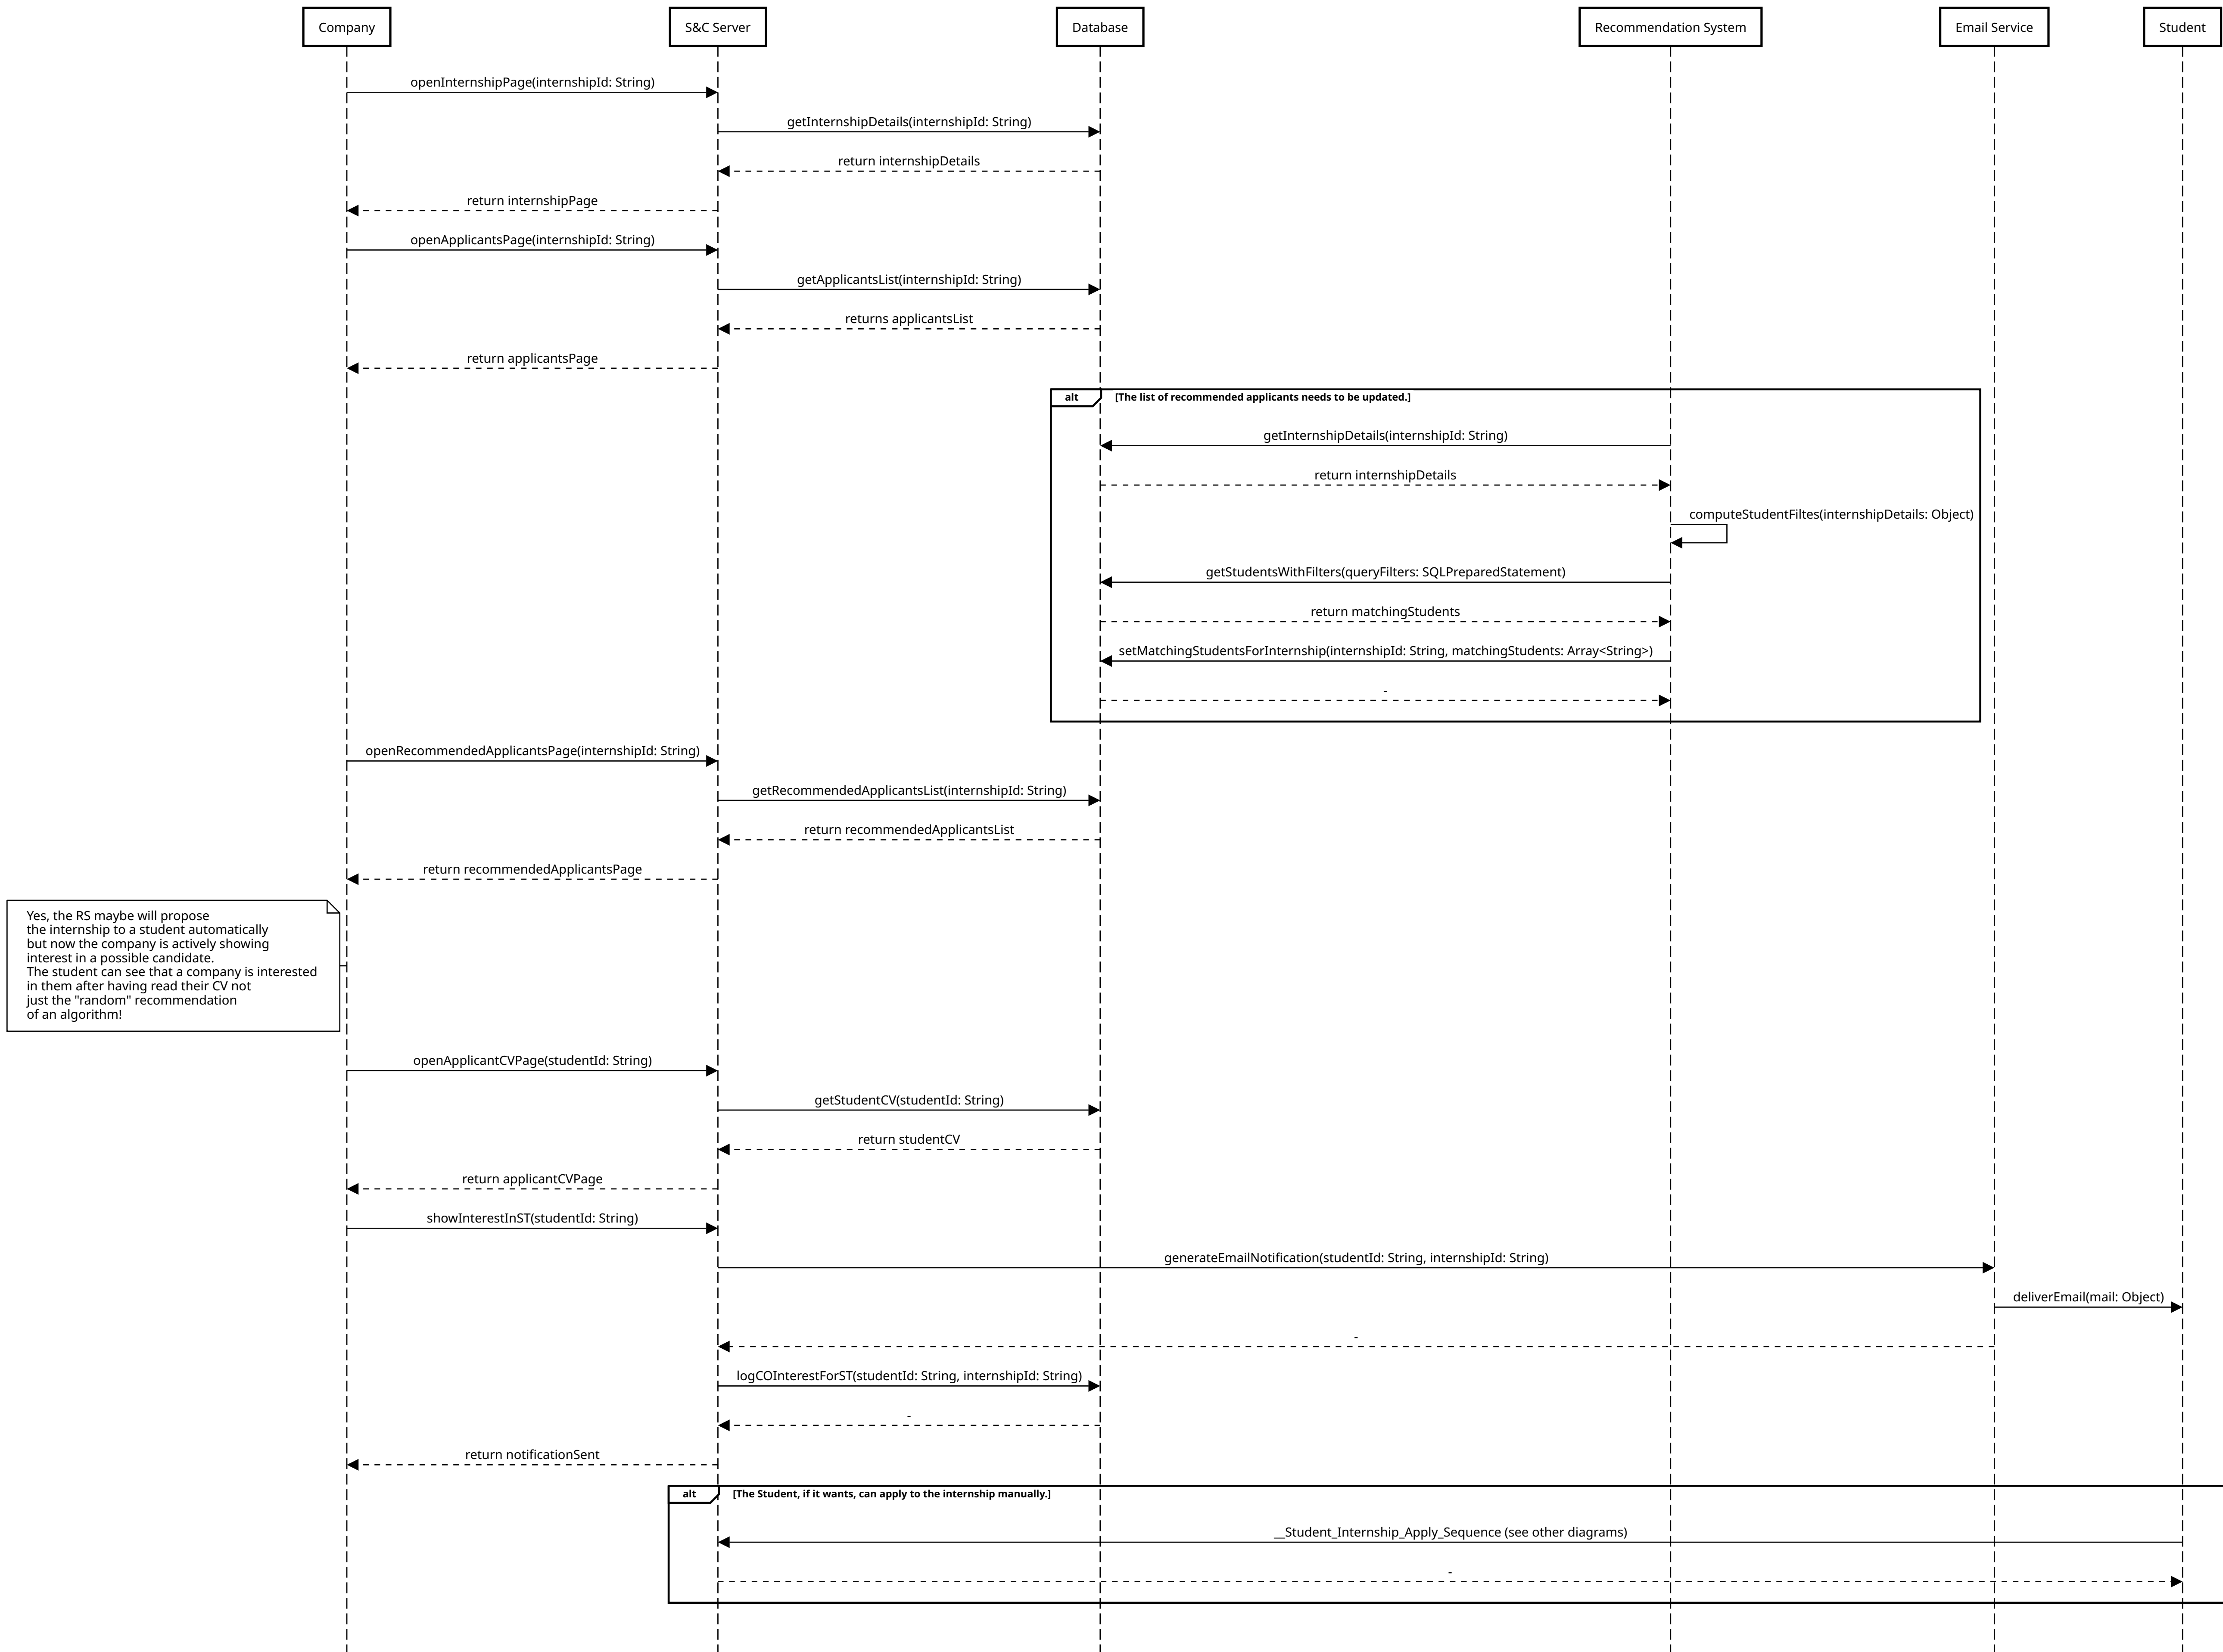 Company
S&C Server
Database
Recommendation System
Email Service
Student
openInternshipPage(internshipId: String)
getInternshipDetails(internshipId: String)
return internshipDetails
return internshipPage
openApplicantsPage(internshipId: String)
getApplicantsList(internshipId: String)
returns applicantsList
return applicantsPage
alt
[The list of recommended applicants needs to be updated.]
getInternshipDetails(internshipId: String)
return internshipDetails
computeStudentFiltes(internshipDetails: Object)
getStudentsWithFilters(queryFilters: SQLPreparedStatement)
return matchingStudents
setMatchingStudentsForInternship(internshipId: String, matchingStudents: Array<String>)
-
openRecommendedApplicantsPage(internshipId: String)
getRecommendedApplicantsList(internshipId: String)
return recommendedApplicantsList
return recommendedApplicantsPage
Yes, the RS maybe will propose
the internship to a student automatically
but now the company is actively showing
interest in a possible candidate.
The student can see that a company is interested
in them after having read their CV not
just the "random" recommendation
of an algorithm!
openApplicantCVPage(studentId: String)
getStudentCV(studentId: String)
return studentCV
return applicantCVPage
showInterestInST(studentId: String)
generateEmailNotification(studentId: String, internshipId: String)
deliverEmail(mail: Object)
-
logCOInterestForST(studentId: String, internshipId: String)
-
return notificationSent
alt
[The Student, if it wants, can apply to the internship manually.]
__Student_Internship_Apply_Sequence (see other diagrams)
-